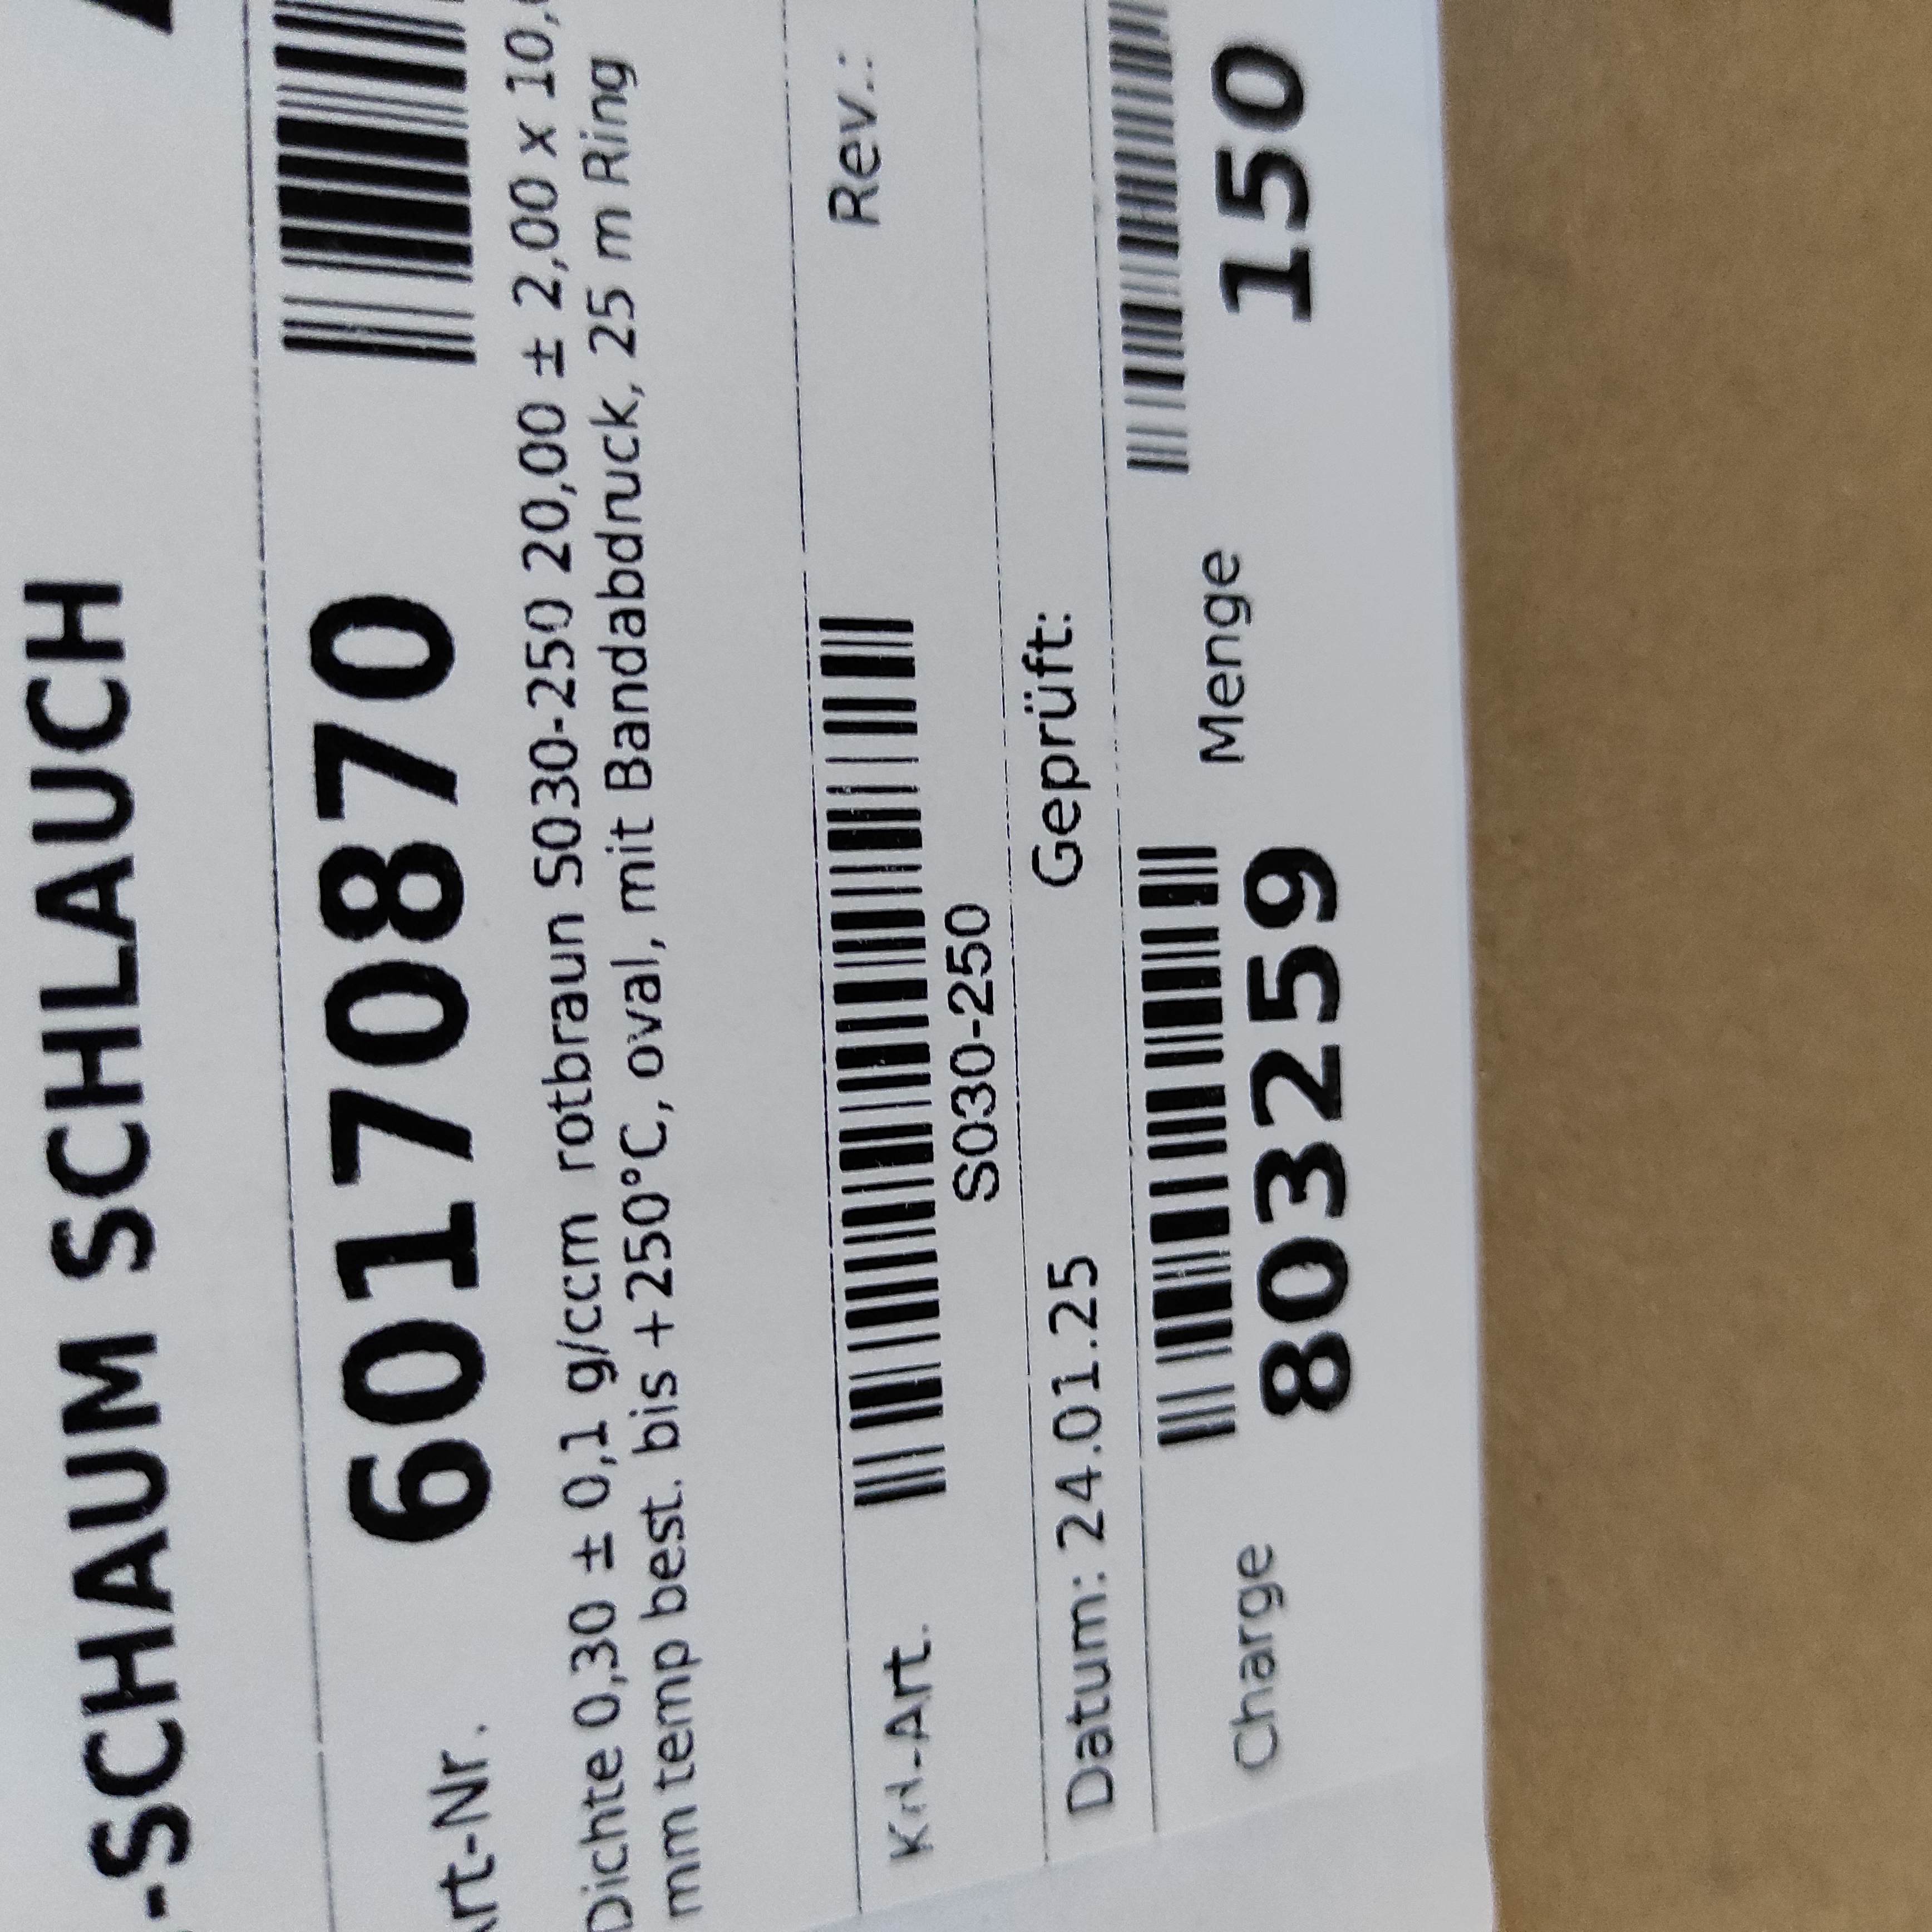 -SCHAUM SCHLAUCH
Art-Nr. 60170870
Dichte 0,30 ± 0,1 g/ccm rotbraun S030-250 20,00 ± 2,00 x 10,
mm temp best. bis +250°C, oval, mit Bandabdruck, 25 m Ring
Kd-Art. Rev.:
S030-250
Datum: 24.01.25 Geprüft:
Charge 803259 Menge 150